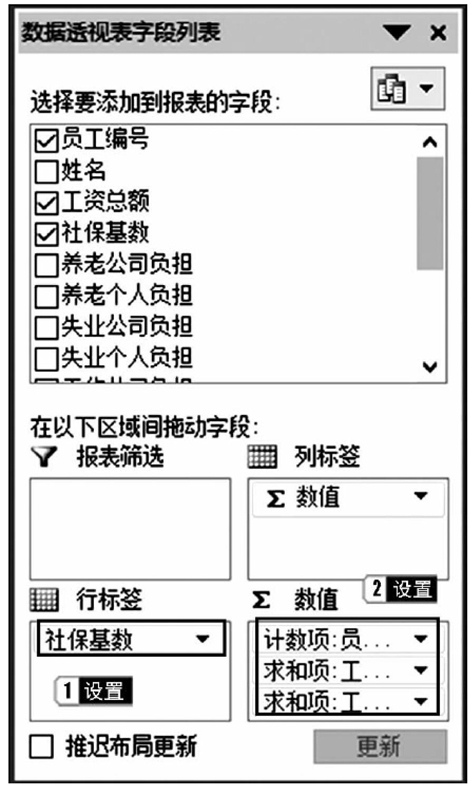 数据透视表字段列表
选择要添加到报表的字段:
员工编号
姓名
工资总额
社保基数
养老公司负担
养老个人负担
失业公司负担
失业个人负担
在以下区域间拖动字段:
报表筛选
列标签
Σ 数值
行标签
2 设置
Σ 数值
社保基数
1 设置
计数项:员...
求和项:工...
求和项:工...
推迟布局更新
更新